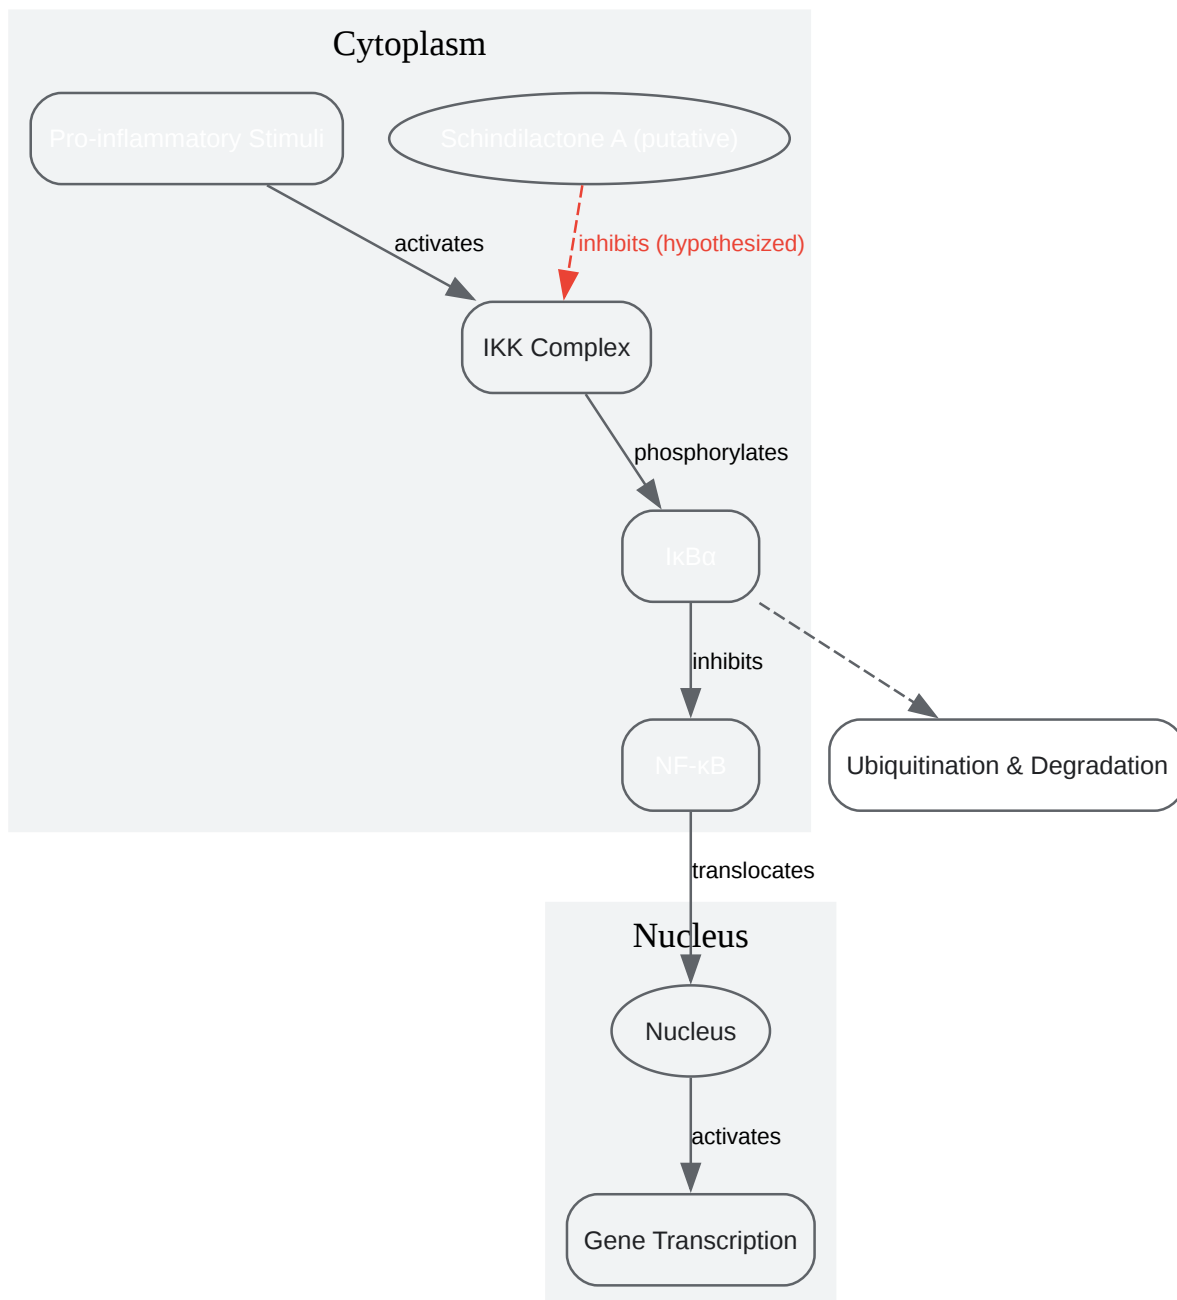 Cytoplasm
Pro-inflammatory Stimuli
Schindilactone A (putative)
activates
inhibits (hypothesized)
IKK Complex
phosphorylates
IκBα
inhibits
NF-κB
Ubiquitination & Degradation
translocates
Nucleus
Nucleus
activates
Gene Transcription